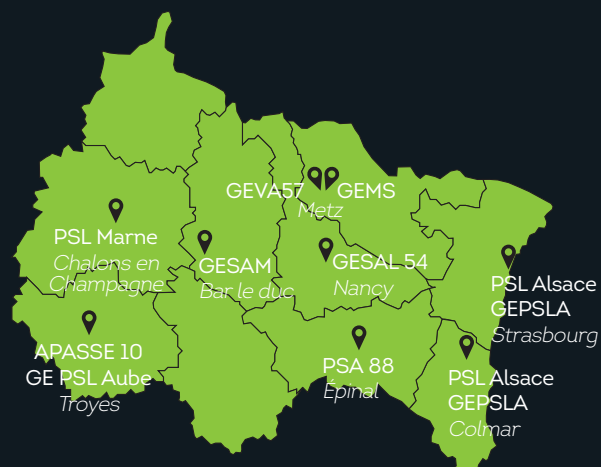 GEVA57
GEMS
Metz
PSL Marne
Chalons en
Champagne
GESAM
Bar le duc
GESAL 54
Nancy
PSL Alsace
GEPSLA
Strasbourg
APASSE 10
GE PSL Aube
Troyes
PSA 88
Épinal
PSL Alsace
GEPSLA
Colmar